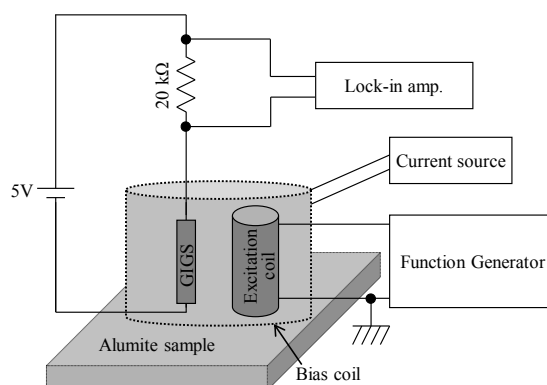 20 kΩ
Lock-in amp.
Current source
5V
GIGS
Excitation
coil
Function Generator
Alumite sample
Bias coil